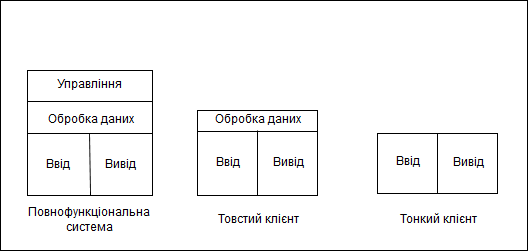 Управління
Обробка даних
Ввід
Вивід
Повнофункціональна
система
Обробка даних
Ввід
Вивід
Товстий клієнт
Ввід
Вивід
Тонкий клієнт